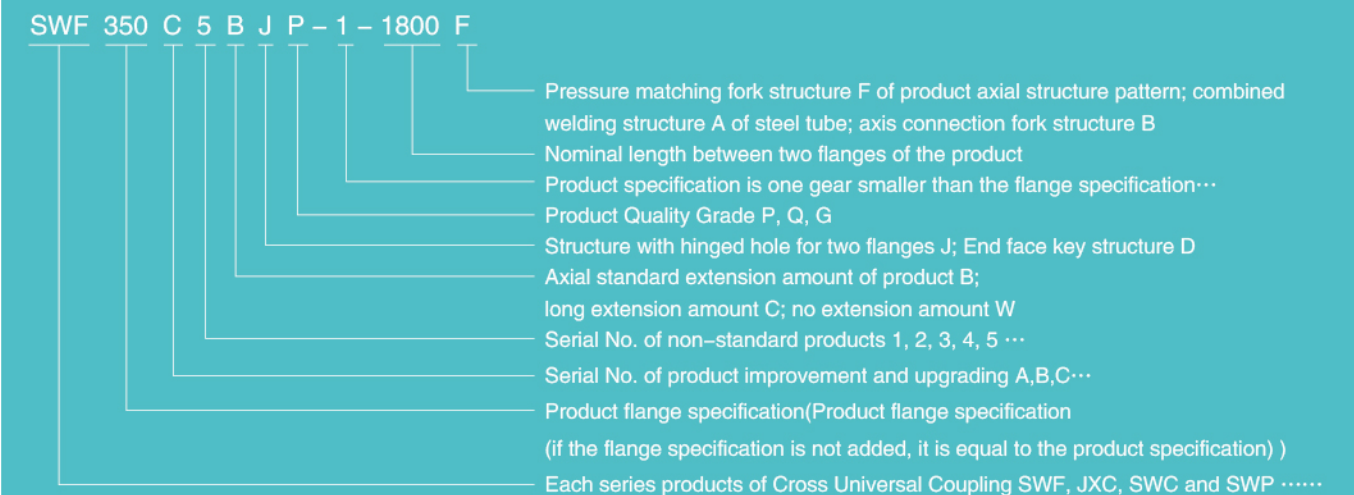 SWF 350 C 5 B J P – 1 – 1800 F
Pressure matching fork structure F of product axial structure pattern; combined
welding structure A of steel tube; axis connection fork structure B
Nominal length between two flanges of the product
Product specification is one gear smaller than the flange specification···
Product Quality Grade P, Q, G
Structure with hinged hole for two flanges J; End face key structure D
Axial standard extension amount of product B;
long extension amount C; no extension amount W
Serial No. of non–standard products 1, 2, 3, 4, 5 ···
Serial No. of product improvement and upgrading A,B,C···
Product flange specification(Product flange specification
(if the flange specification is not added, it is equal to the product specification) )
Each series products of Cross Universal Coupling SWF, JXC, SWC and SWP ······